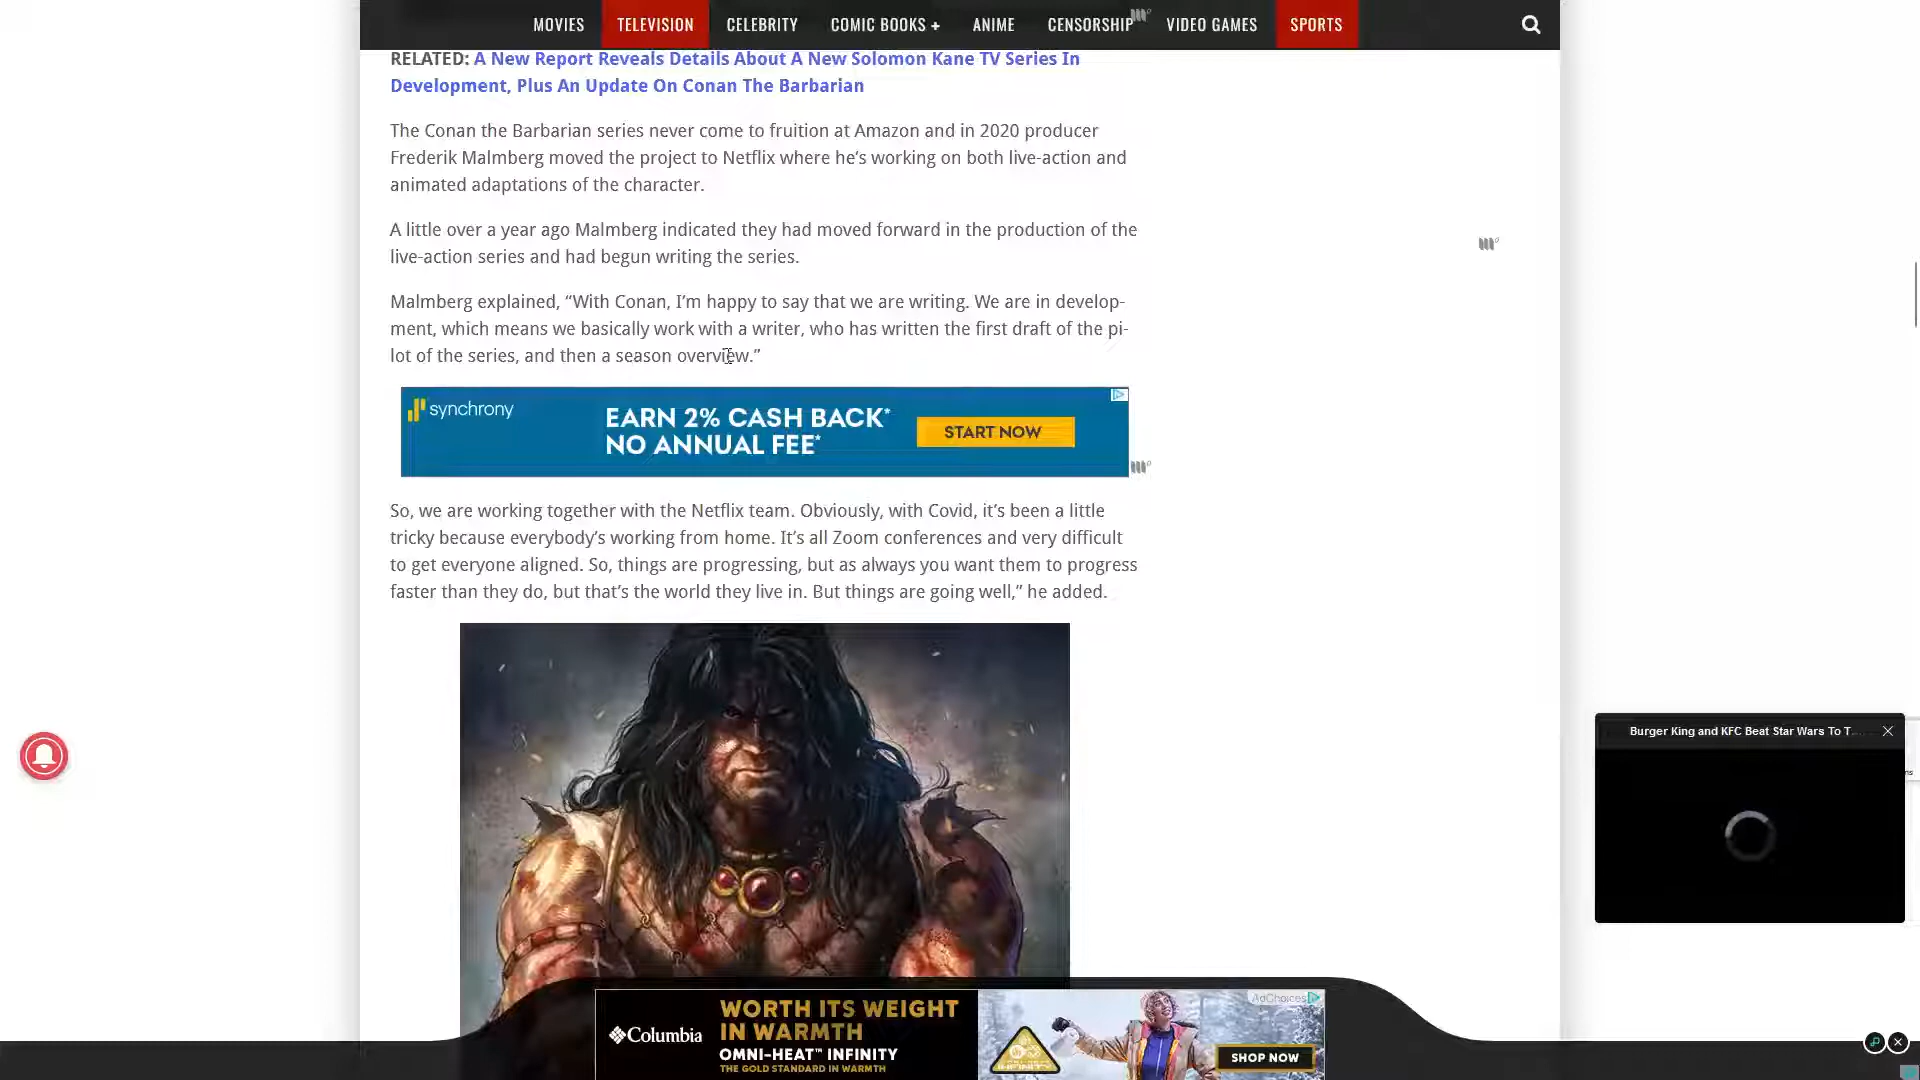 MOVIES TELEVISION CELEBRITY COMIC BOOKS + ANIME CENSORSHIP VIDEO GAMES SPORTS
RELATED: A New Report Reveals Details About A New Solomon Kane TV Series In
Development, Plus An Update On Conan The Barbarian
The Conan the Barbarian series never come to fruition at Amazon and in 2020 producer
Frederik Malmberg moved the project to Netflix where he's working on both live-action and
animated adaptations of the character.
A little over a year ago Malmberg indicated they had moved forward in the production of the
live-action series and had begun writing the series.
Malmberg explained, “With Conan, I'm happy to say that we are writing. We are in develop-
ment, which means we basically work with a writer, who has written the first draft of the pi-
lot of the series, and then a season overview.”
synchrony
EARN 2% CASH BACK*
NO ANNUAL FEE*
START NOW
So, we are working together with the Netflix team. Obviously, with Covid, it's been a little
tricky because everybody's working from home. It's all Zoom conferences and very difficult
to get everyone aligned. So, things are progressing, but as always you want them to progress
faster than they do, but that's the world they live in. But things are going well,” he added.
Burger King and KFC Beat Star Wars To T...
Columbia
WORTH ITS WEIGHT
IN WARMTH
OMNI-HEAT™ INFINITY
THE GOLD STANDARD IN WARMTH
AdChoices
SHOP NOW